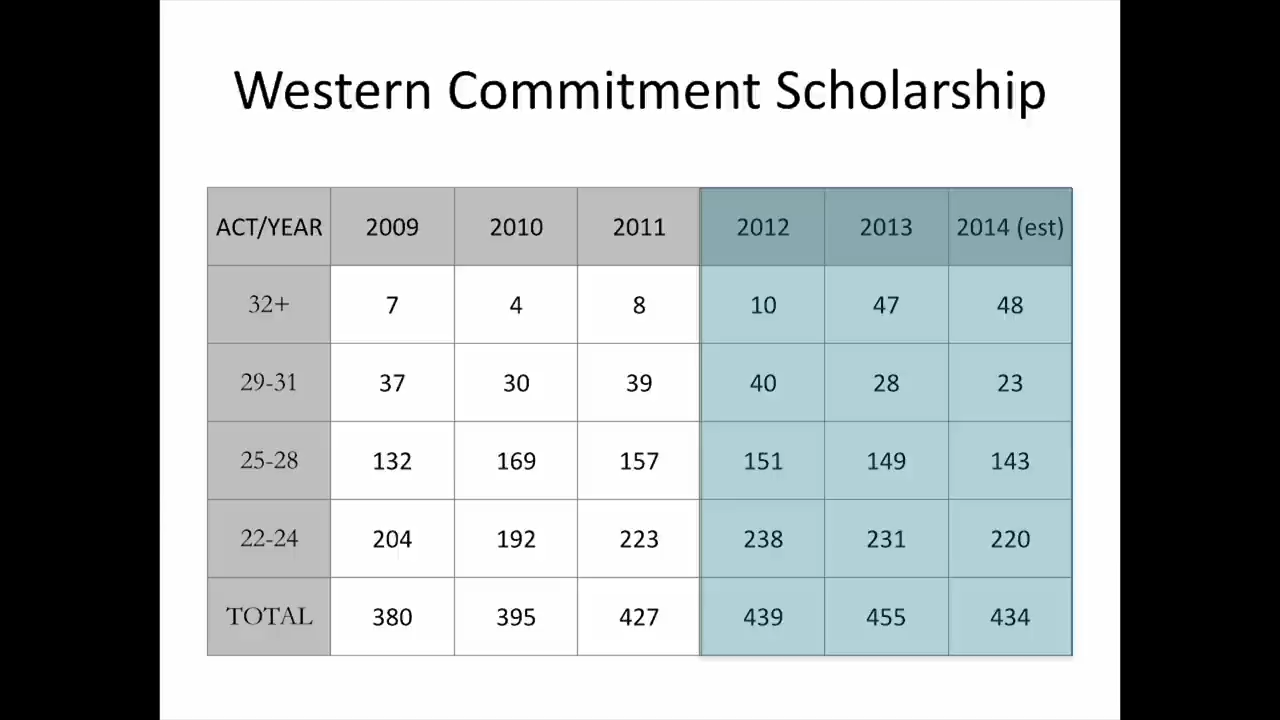 Western Commitment Scholarship
ACT/YEAR 2009 2010 2011 2012 2013 2014 (est)
32+ 7 4 8 10 47 48
29-31 37 30 39 40 28 23
25-28 132 169 157 151 149 143
22-24 204 192 223 238 231 220
TOTAL 380 395 427 439 455 434